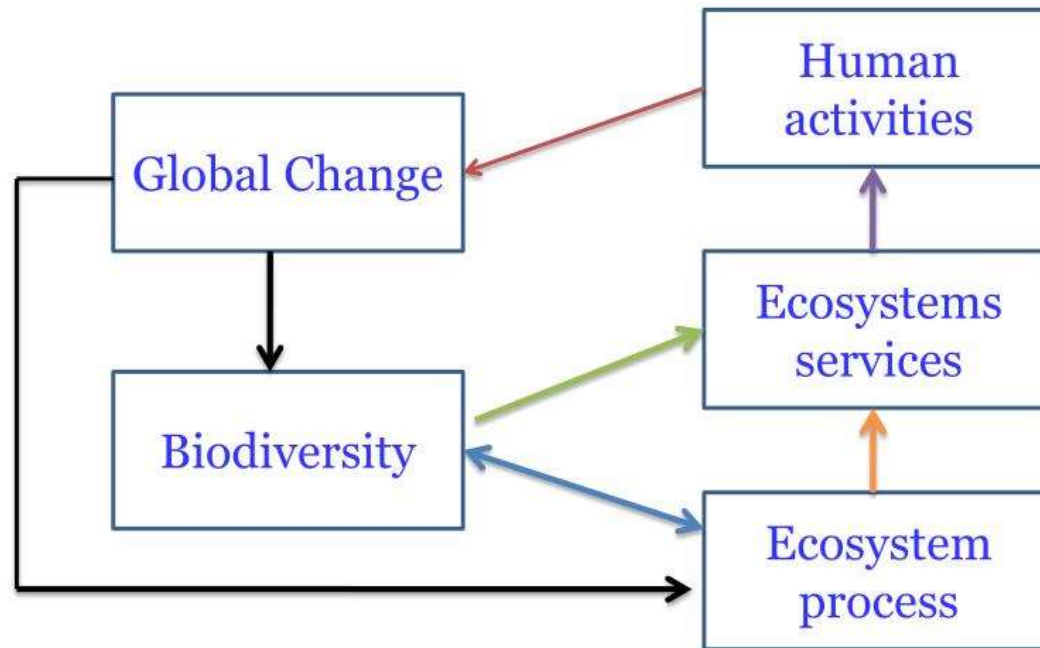 Human
activities
Global Change
Ecosystems
services
Biodiversity
Ecosystem
process